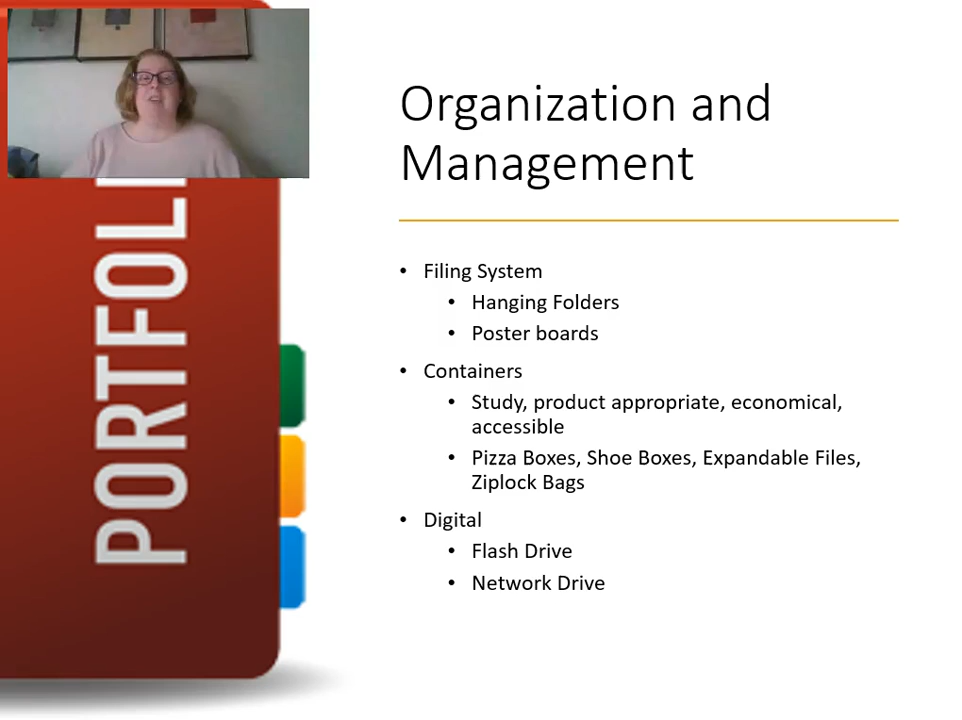 Organization and
Management
• Filing System
• Hanging Folders
• Poster boards
• Containers
• Study, product appropriate, economical,
accessible
• Pizza Boxes, Shoe Boxes, Expandable Files,
Ziplock Bags
• Digital
• Flash Drive
• Network Drive
PORTFOLI